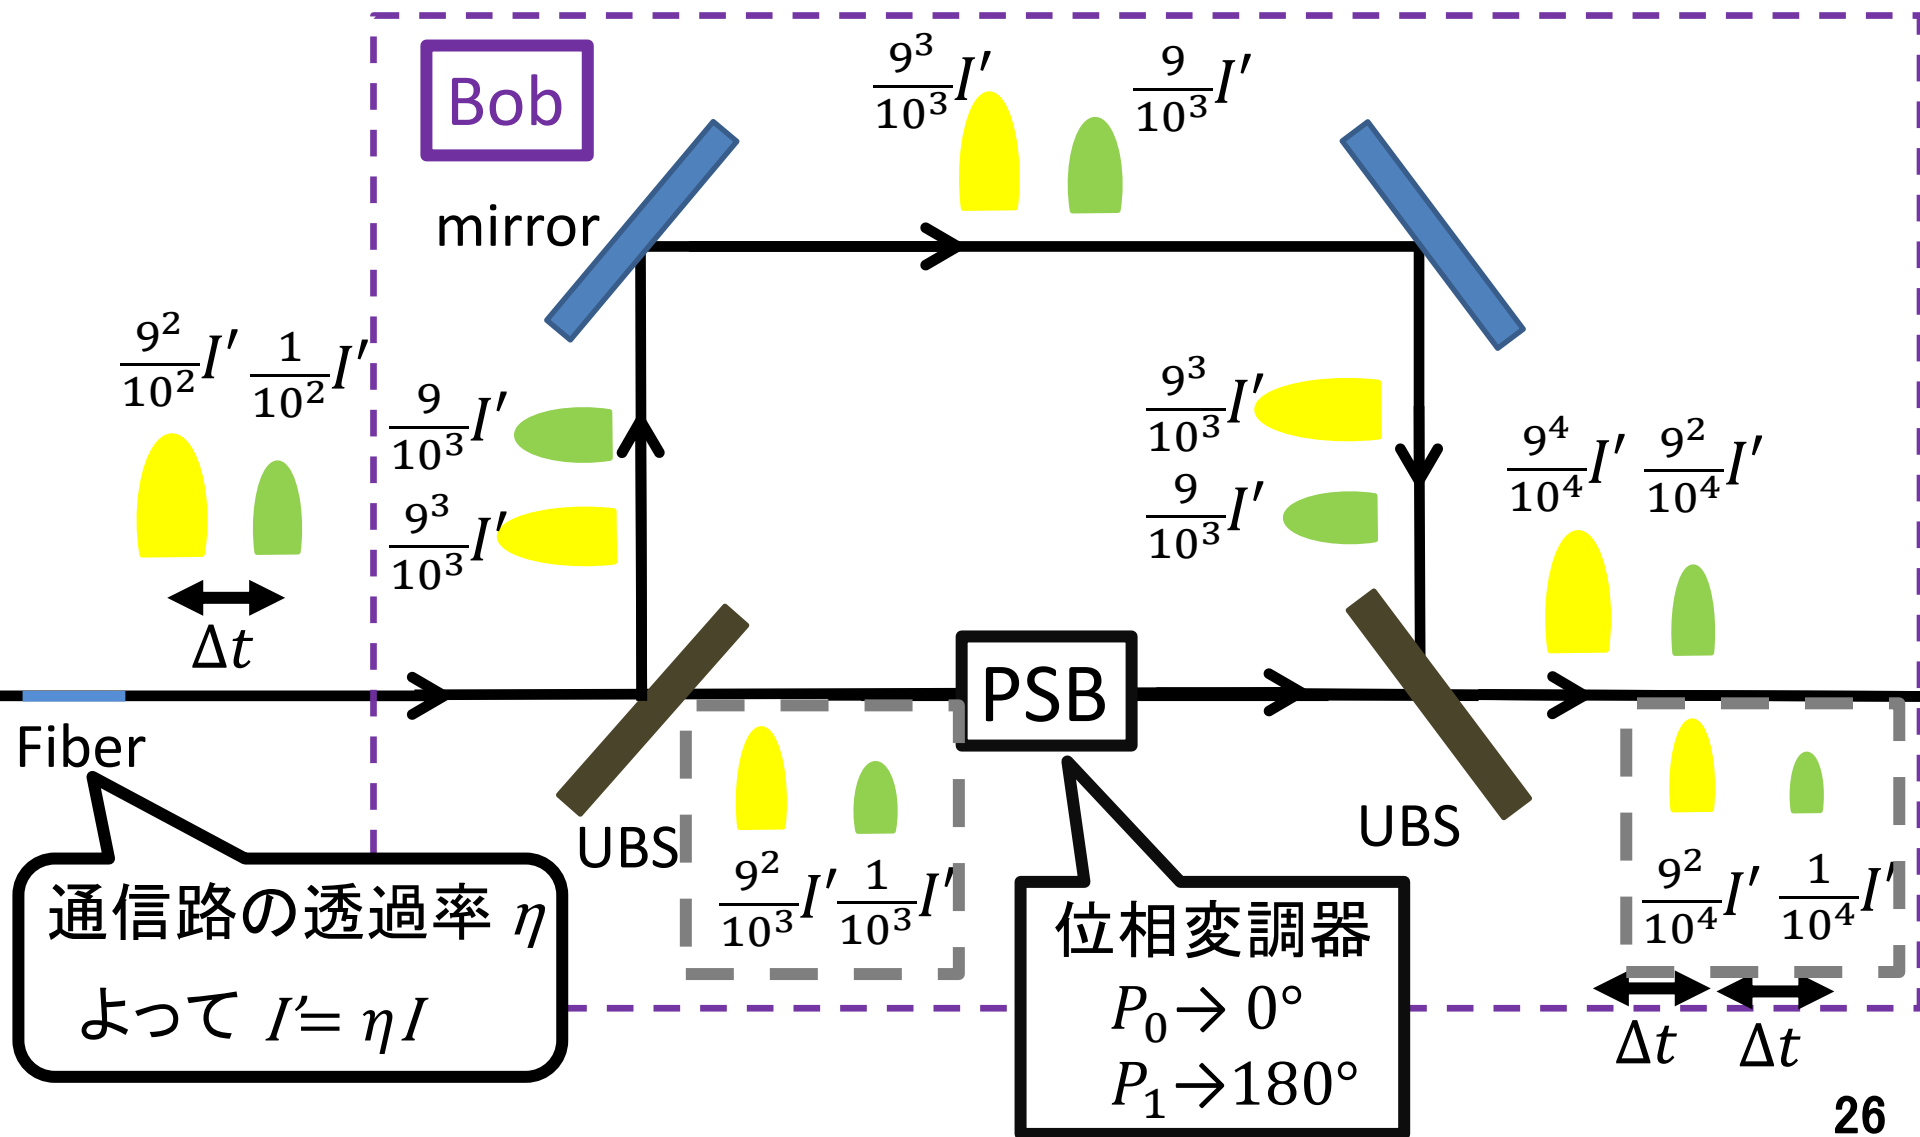 Bob
9³/10³ I′ 9/10³ I′
mirror
9²/10² I′ 1/10² I′
Δt
9/10³ I′
9³/10³ I′
9³/10³ I′
9/10³ I′
9⁴/10⁴ I′ 9²/10⁴ I′
Fiber
PSB
UBS
UBS
9²/10³ I′ 1/10³ I′
9²/10⁴ I′ 1/10⁴ I′
Δt Δt
通信路の透過率 η
よって I′= η I
位相変調器
P₀→ 0°
P₁→180°
26